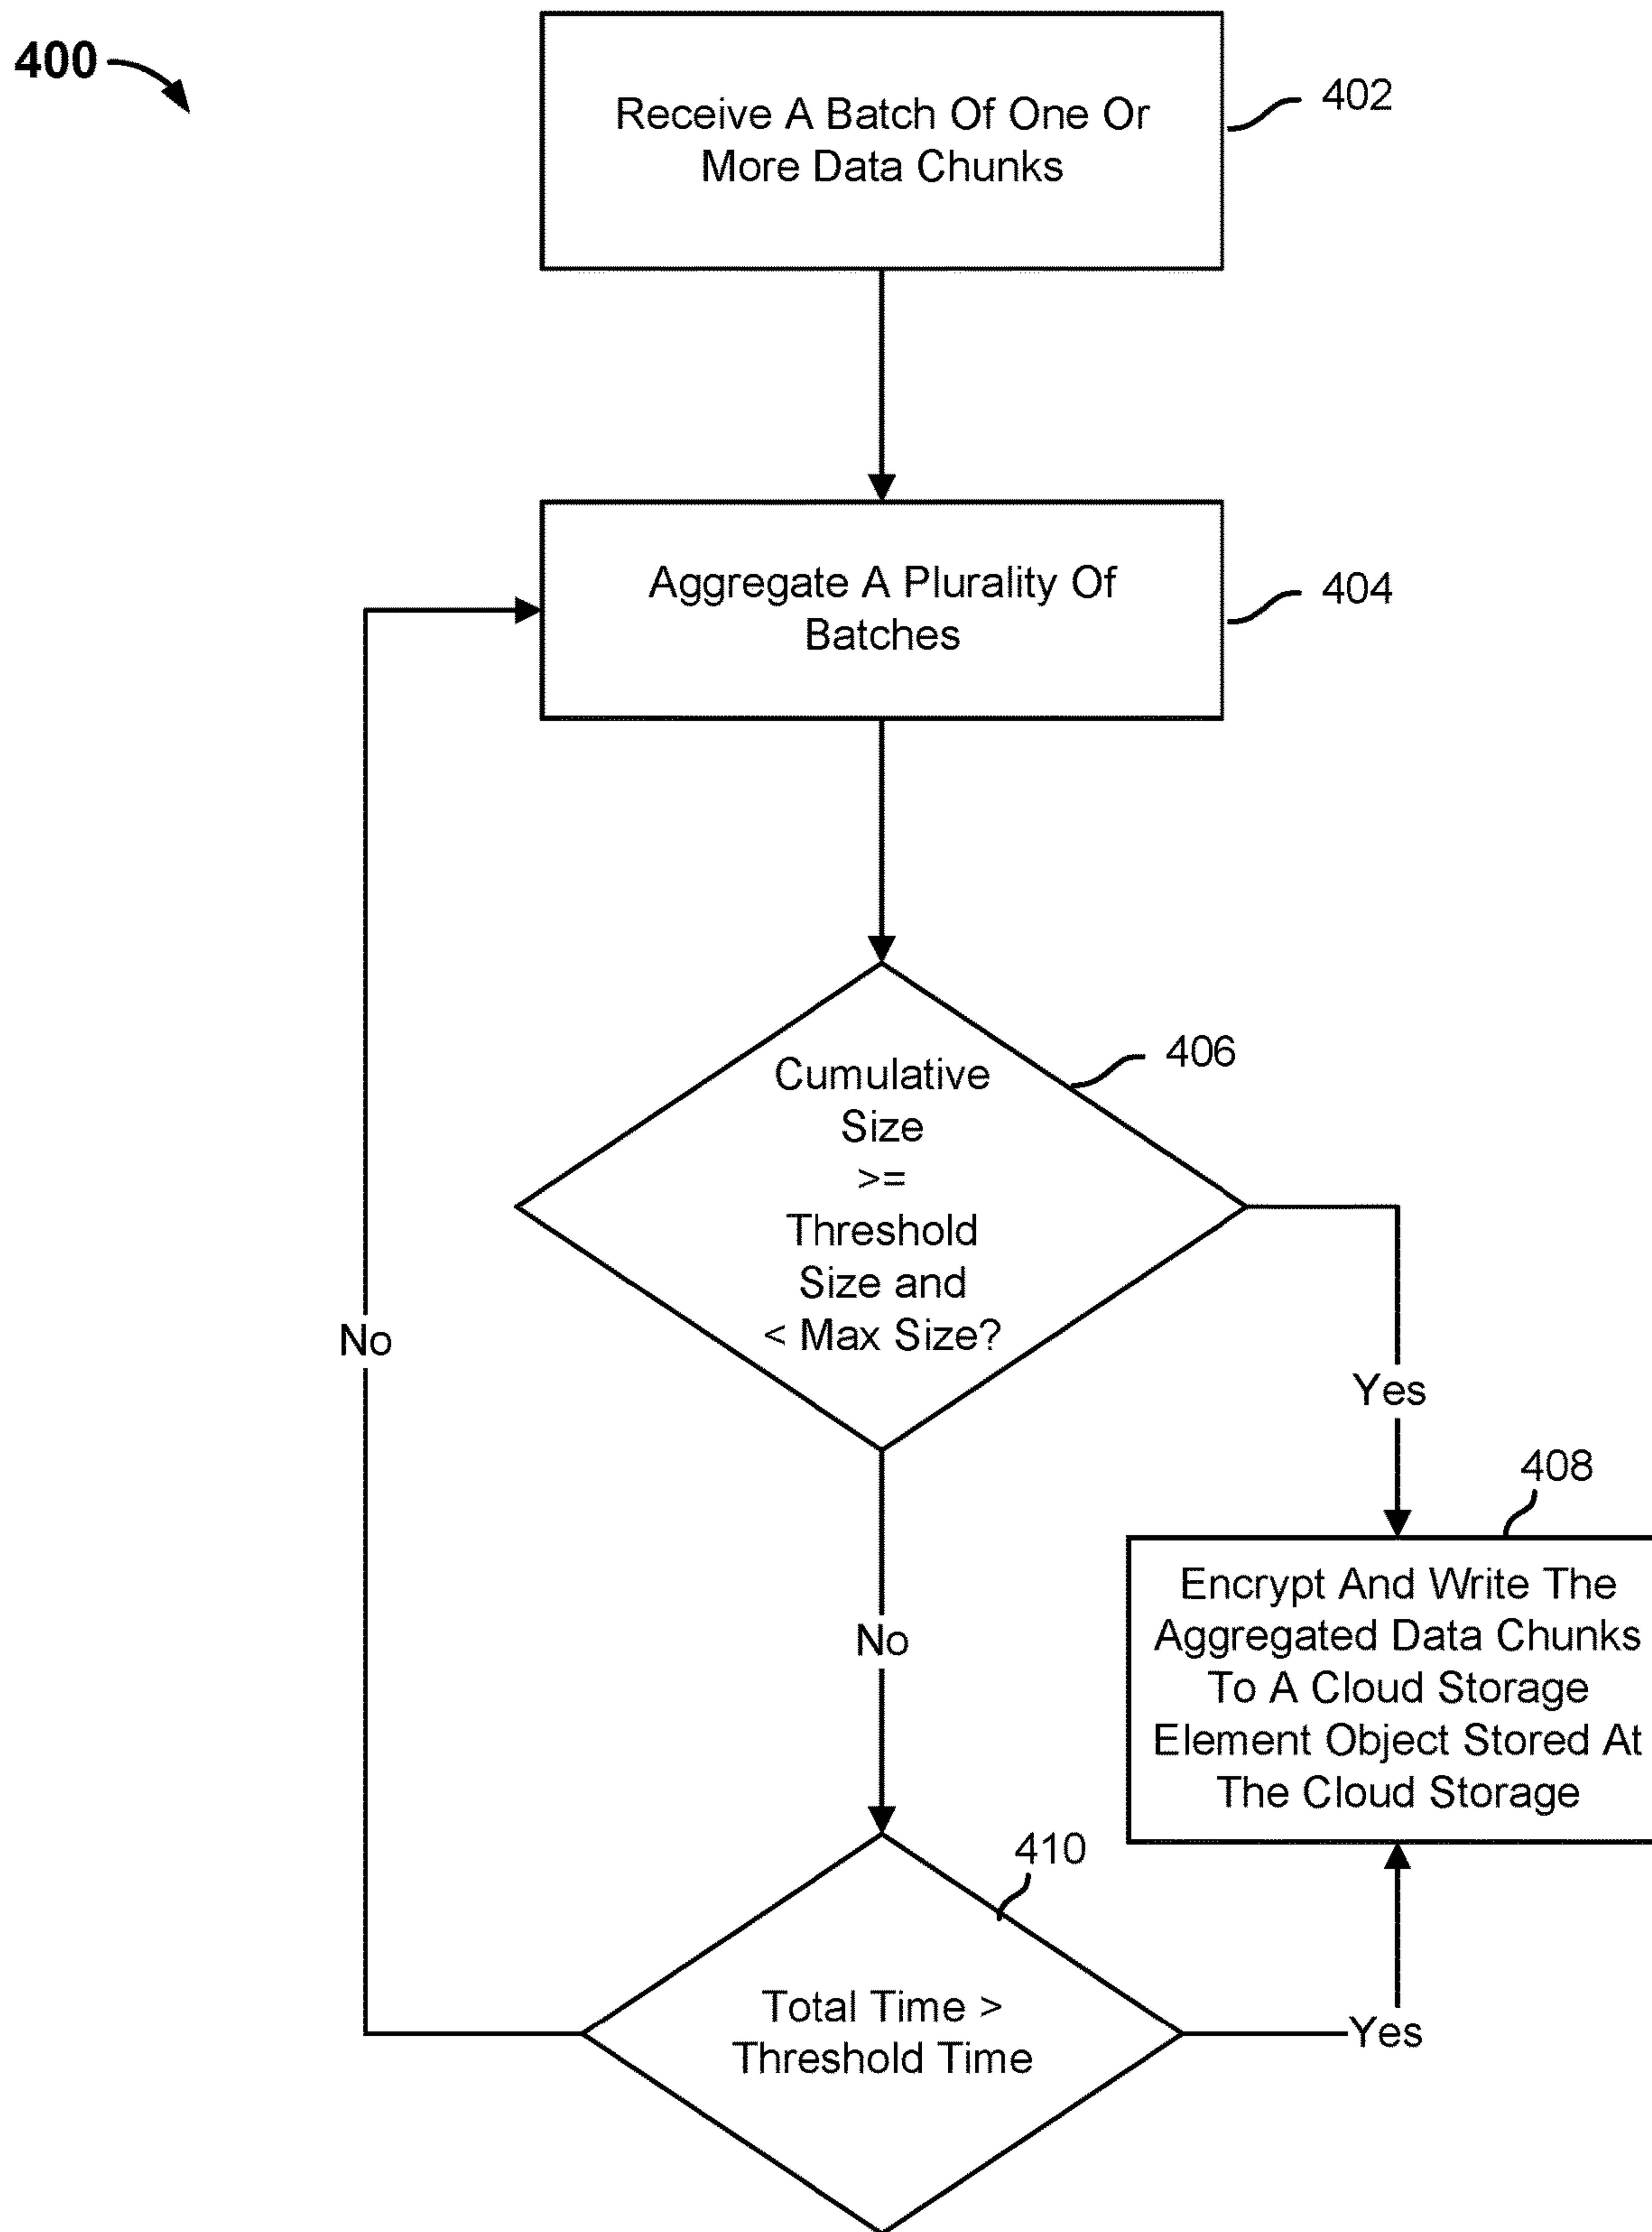 400
Receive A Batch Of One Or
More Data Chunks
402
Aggregate A Plurality Of
Batches
404
Cumulative
Size
>=
Threshold
Size and
< Max Size?
406
No
Yes
408
Encrypt And Write The
Aggregated Data Chunks
To A Cloud Storage
Element Object Stored At
The Cloud Storage
No
410
Total Time >
Threshold Time
Yes